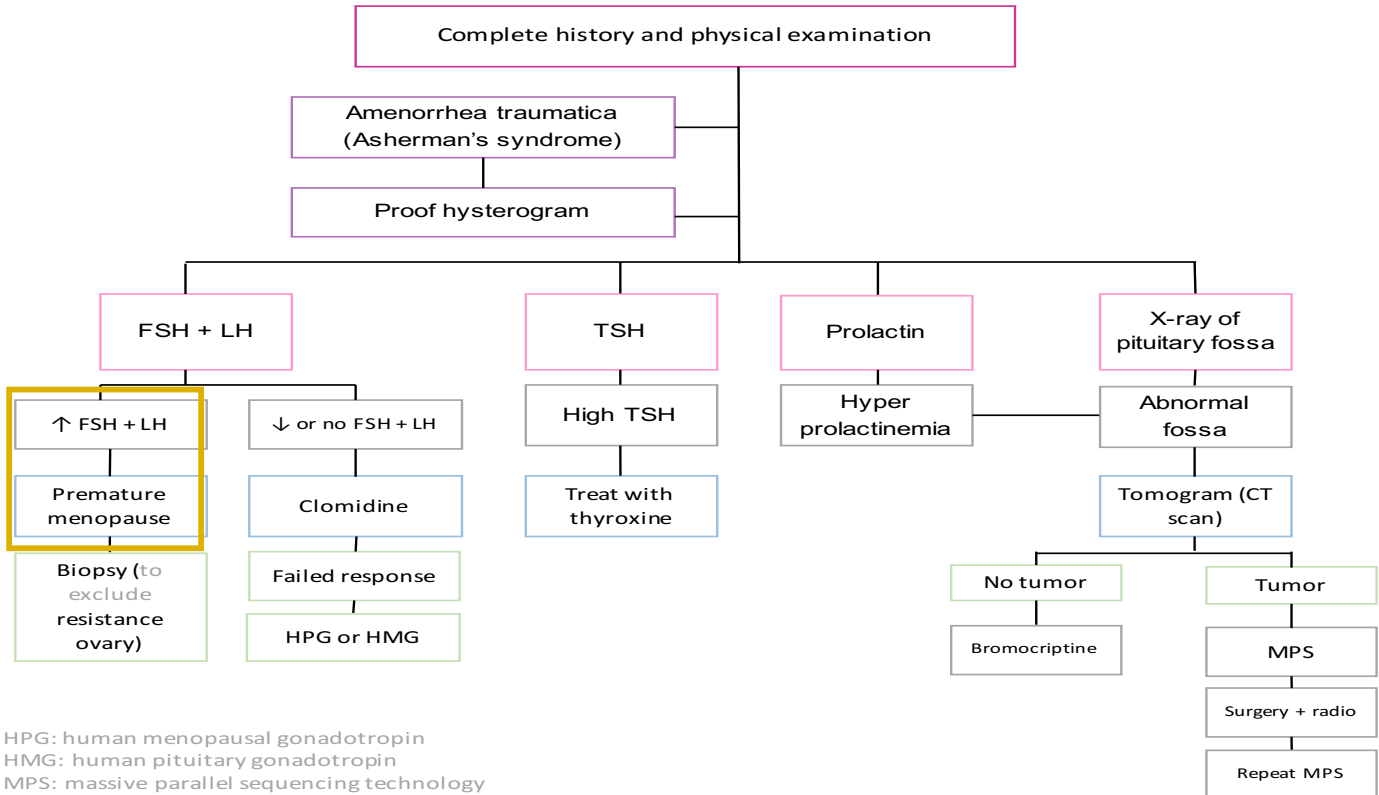 Complete history and physical examination
Amenorrhea traumatica
(Asherman's syndrome)
Proof hysterogram
FSH + LH
TSH
Prolactin
X-ray of
pituitary fossa
↑ FSH + LH
↓ or no FSH + LH
High TSH
Hyper
prolactinemia
Abnormal
fossa
Premature
menopause
Clomidine
Treat with
thyroxine
Tomogram (CT
scan)
Biopsy (to
exclude
resistance
ovary)
Failed response
HPG or HMG
No tumor
Tumor
Bromocriptine
MPS
Surgery + radio
Repeat MPS
HPG: human menopausal gonadotropin
HMG: human pituitary gonadotropin
MPS: massive parallel sequencing technology